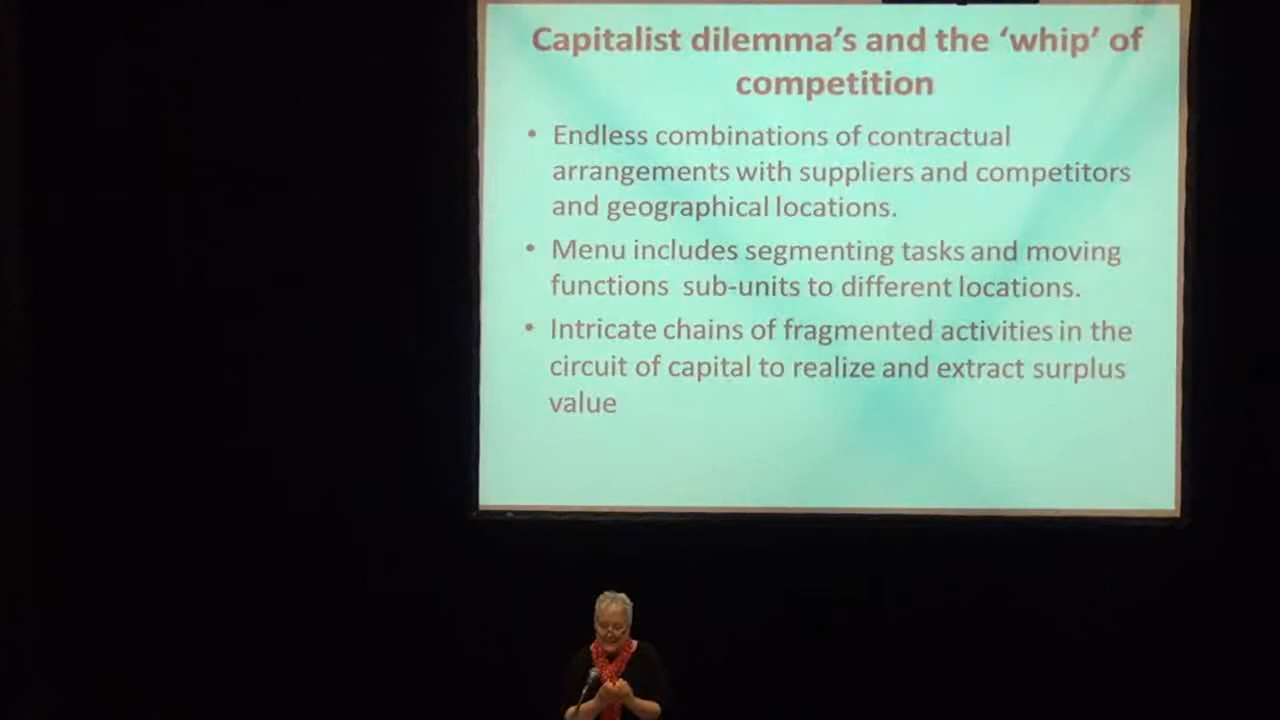 Capitalist dilemma's and the ‘whip’ of
competition
• Endless combinations of contractual
arrangements with suppliers and competitors
and geographical locations.
• Menu includes segmenting tasks and moving
functions  sub-units to different locations.
• Intricate chains of fragmented activities in the
circuit of capital to realize and extract surplus
value